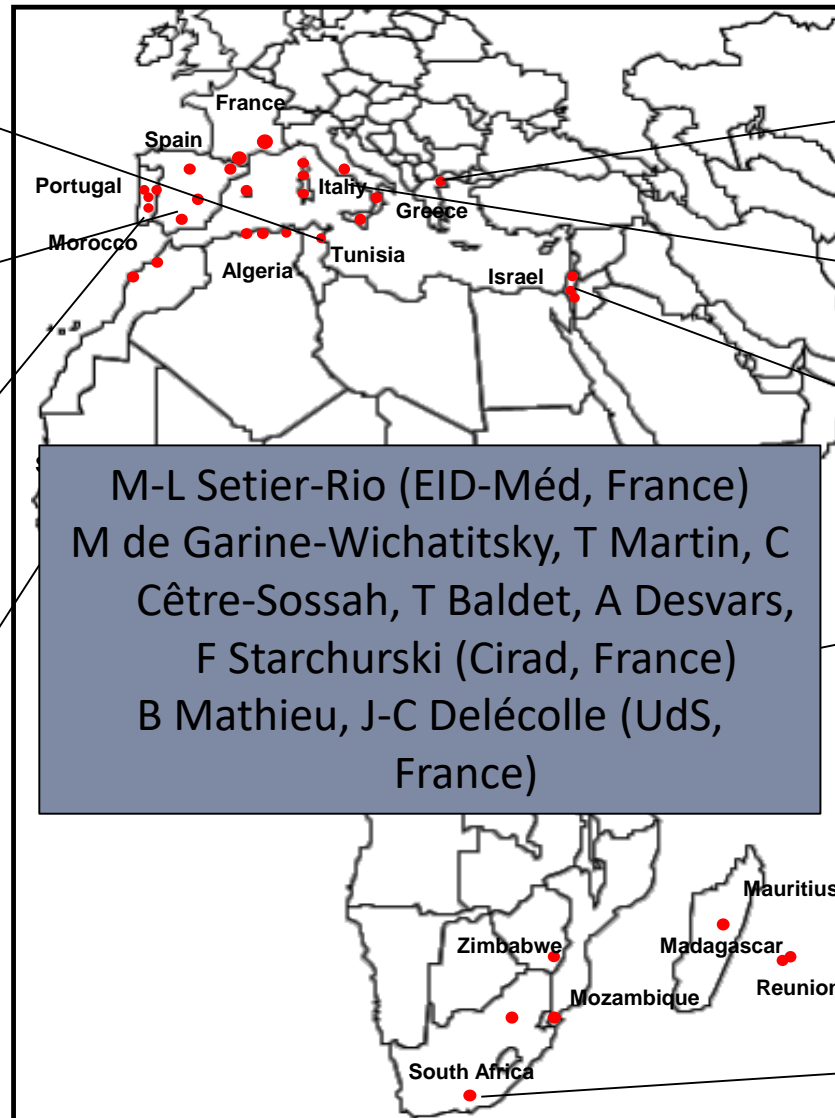 France
Spain
Portugal
Italiy
Greece
Morocco
Tunisia
Algeria
Israel
M-L Setier-Rio (EID-Méd, France)
M de Garine-Wichatitsky, T Martin, C
Cêtre-Sossah, T Baldet, A Desvars,
F Starchurski (Cirad, France)
B Mathieu, J-C Delécolle (UdS,
France)
Mauritius
Zimbabwe
Madagascar
Reunion
Mozambique
South Africa